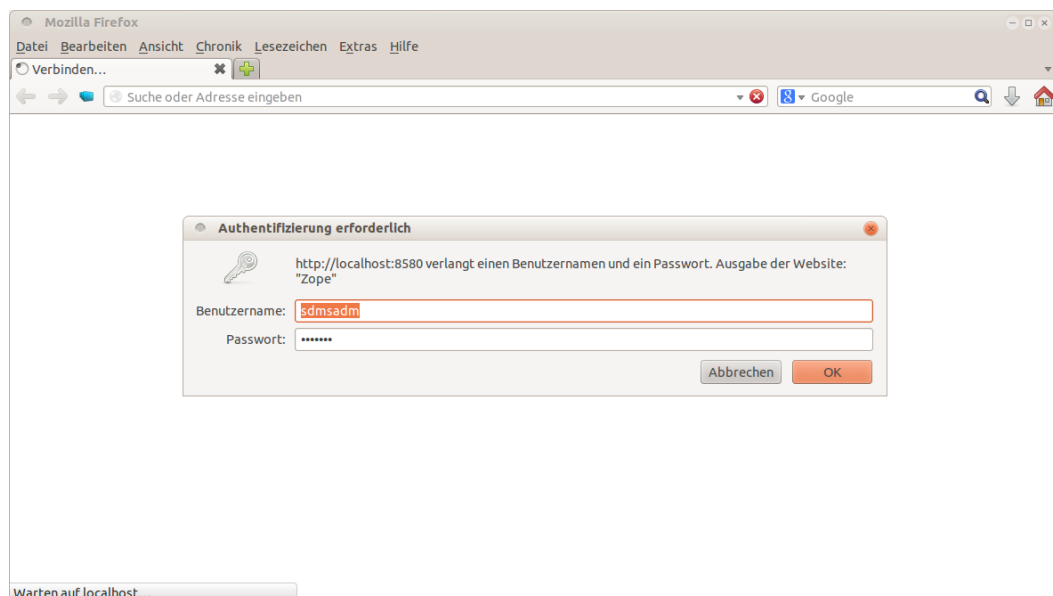 Mozilla Firefox
Datei Bearbeiten Ansicht Chronik Lesezeichen Extras Hilfe
Verbinden...
Suche oder Adresse eingeben
Google
Authentifizierung erforderlich
http://localhost:8580 verlangt einen Benutzernamen und ein Passwort. Ausgabe der Website:
"Zope"
Benutzername: sdmsadm
Passwort: •••••••
Abbrechen OK
Warten auf localhost...